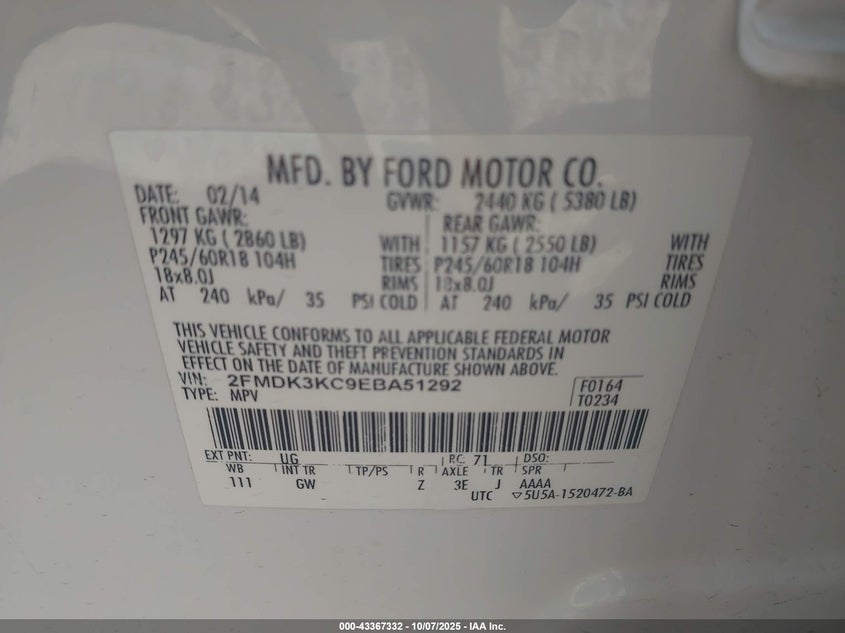 MFD. BY FORD MOTOR CO.
DATE: 02/14 GVWR: 2440 KG ( 5380 LB)
FRONT GAWR: REAR GAWR:
1297 KG ( 2860 LB) WITH 1157 KG ( 2550 LB) WITH
P245/60R18 104H TIRES P245/60R18 104H TIRES
18x8.0J RIMS 18x8.0J RIMS
AT 240 kPa/ 35 PSI COLD AT 240 kPa/ 35 PSI COLD
THIS VEHICLE CONFORMS TO ALL APPLICABLE FEDERAL MOTOR
VEHICLE SAFETY AND THEFT PREVENTION STANDARDS IN
EFFECT ON THE DATE OF MANUFACTURE SHOWN ABOVE.
VIN: 2FMDK3KC9EBA51292 F0164
TYPE: MPV T0234
EXT PNT: UG RC: 71 DSO:
WB INT TR TP/PS R AXLE TR SPR
111 GW Z 3E J AAAA
UTC ▽5U5A-1520472-BA
000-43367332 - 10/07/2025 - IAA Inc.